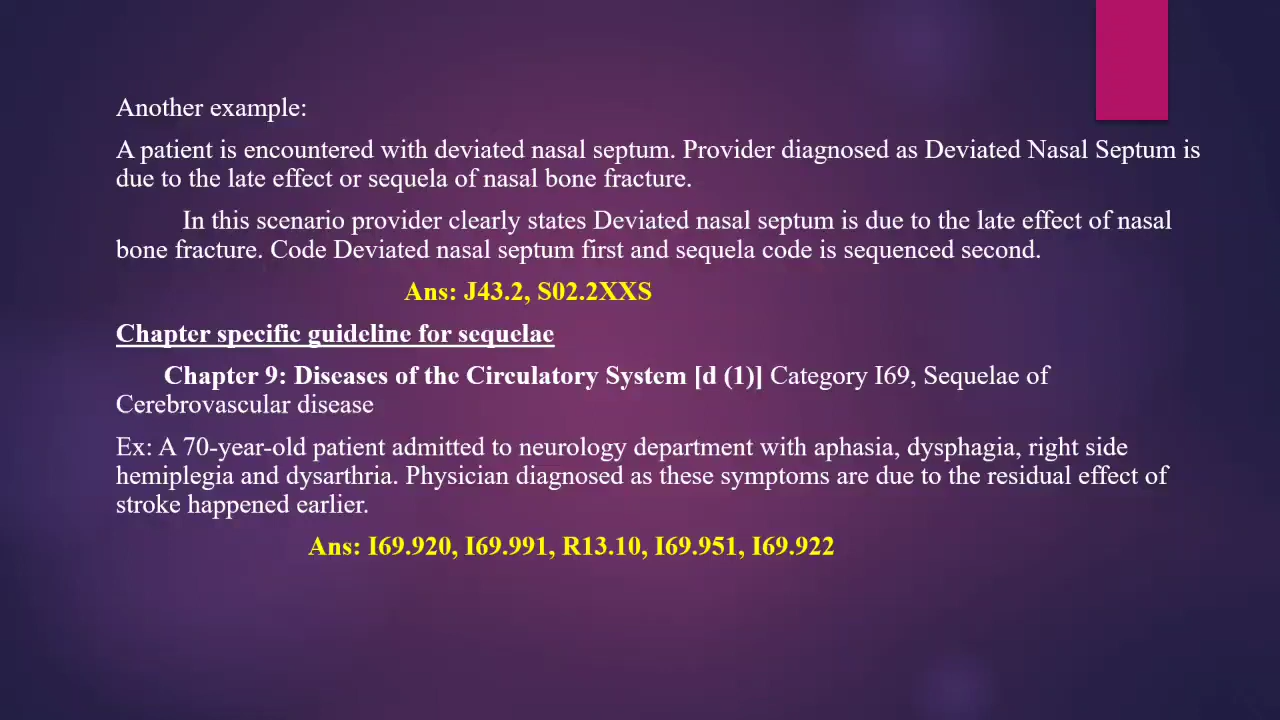 Another example:
A patient is encountered with deviated nasal septum. Provider diagnosed as Deviated Nasal Septum is
due to the late effect or sequela of nasal bone fracture.
In this scenario provider clearly states Deviated nasal septum is due to the late effect of nasal
bone fracture. Code Deviated nasal septum first and sequela code is sequenced second.
Ans: J43.2, S02.2XXS
Chapter specific guideline for sequelae
Chapter 9: Diseases of the Circulatory System [d (1)] Category I69, Sequelae of
Cerebrovascular disease
Ex: A 70-year-old patient admitted to neurology department with aphasia, dysphagia, right side
hemiplegia and dysarthria. Physician diagnosed as these symptoms are due to the residual effect of
stroke happened earlier.
Ans: I69.920, I69.991, R13.10, I69.951, I69.922